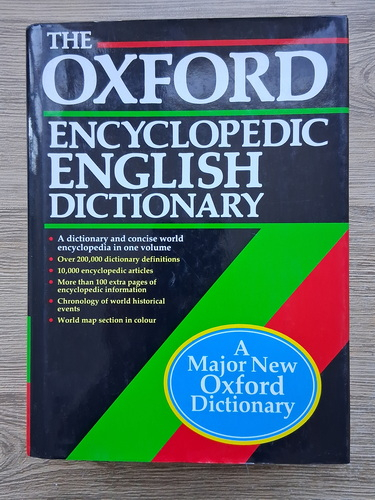 THE
OXFORD
ENCYCLOPEDIC
ENGLISH
DICTIONARY
• A dictionary and concise world
encyclopedia in one volume
• Over 200,000 dictionary definitions
• 10,000 encyclopedic articles
• More than 100 extra pages of
encyclopedic information
• Chronology of world historical
events
• World map section in colour
A
Major New
Oxford
Dictionary